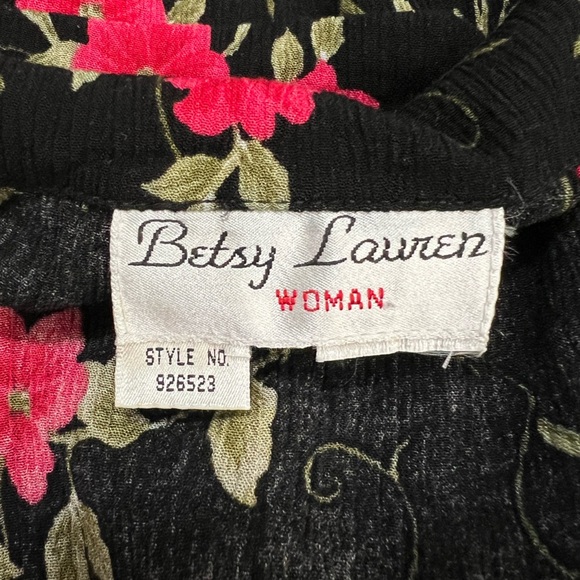 Betsy Lauren
WOMAN
STYLE NO.
926523